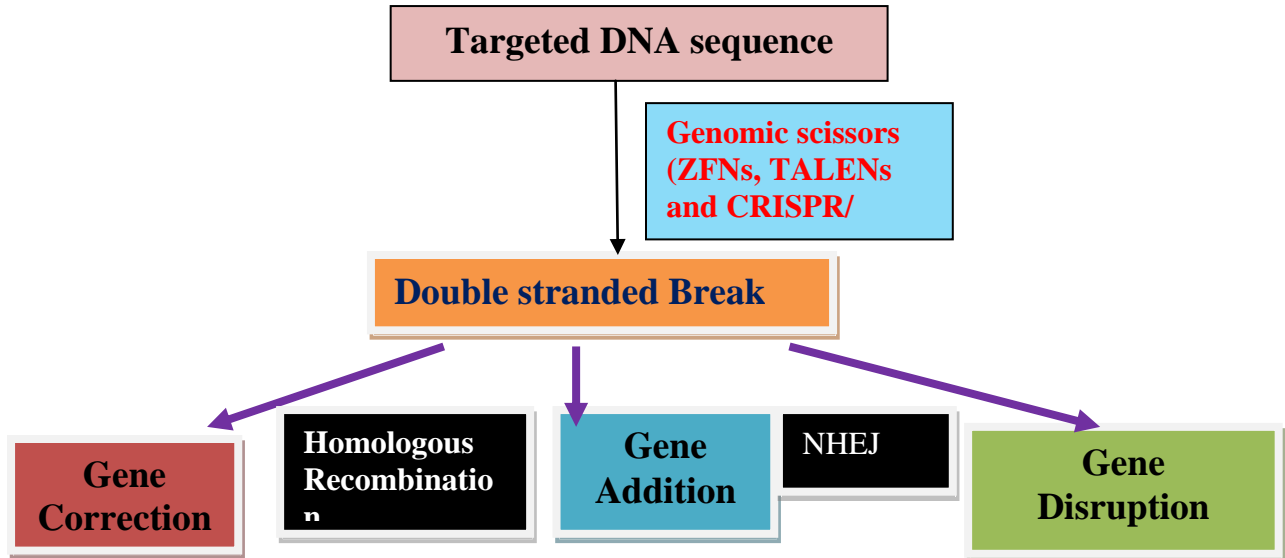 Targeted DNA sequence
Genomic scissors
(ZFNs, TALENs
and CRISPR/
Double stranded Break
Gene
Correction
Homologous
Recombinatio
n
Gene
Addition
NHEJ
Gene
Disruption